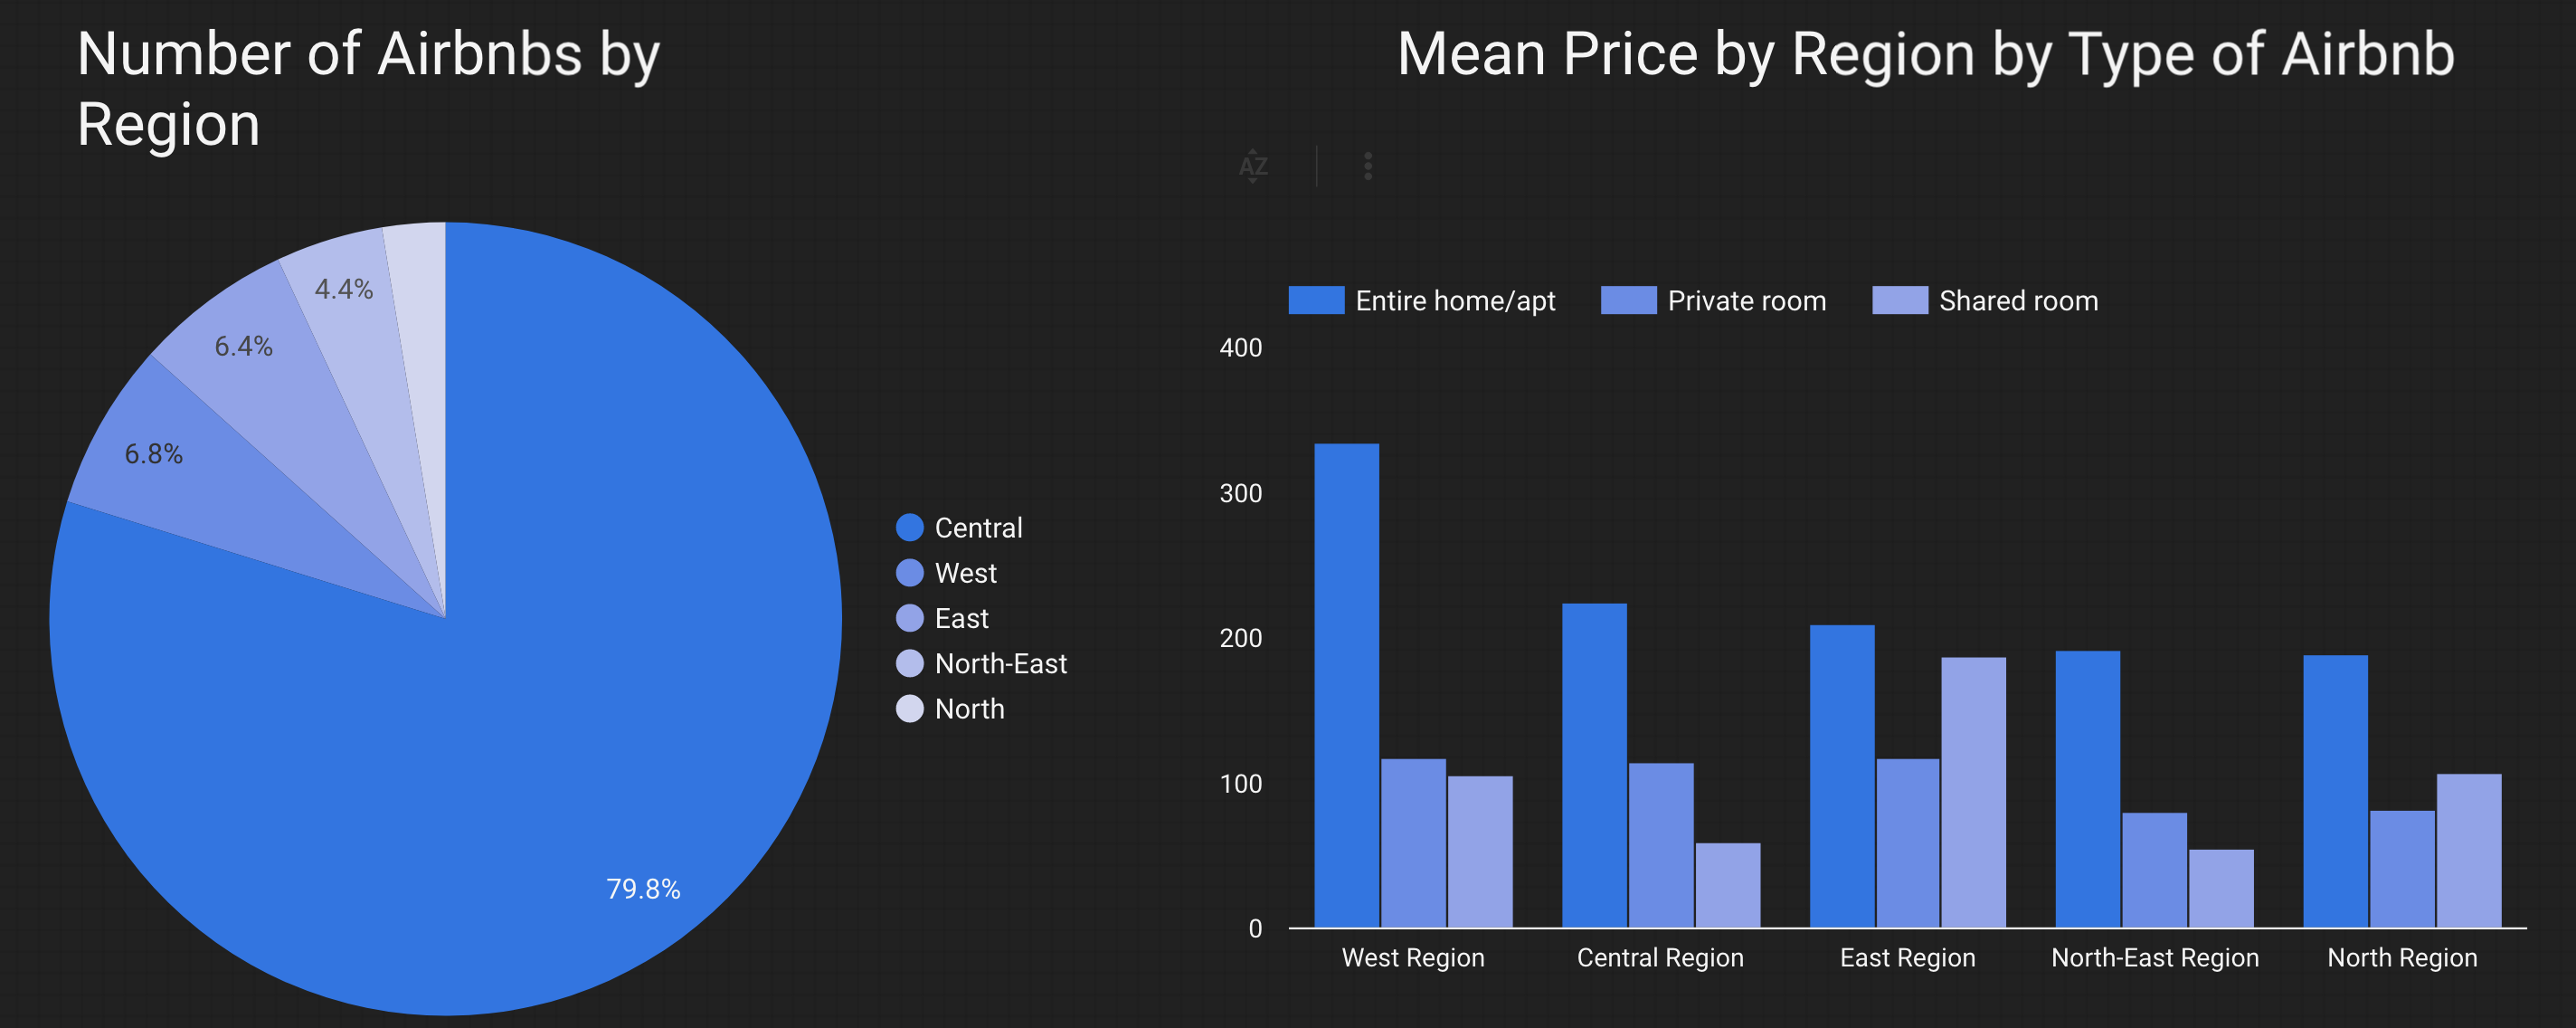 Number of Airbnbs by
Region
4.4%
6.4%
6.8%
79.8%
Central
West
East
North-East
North
Mean Price by Region by Type of Airbnb
AZ
Entire home/apt Private room Shared room
400
300
200
100
0
West Region Central Region East Region North-East Region North Region